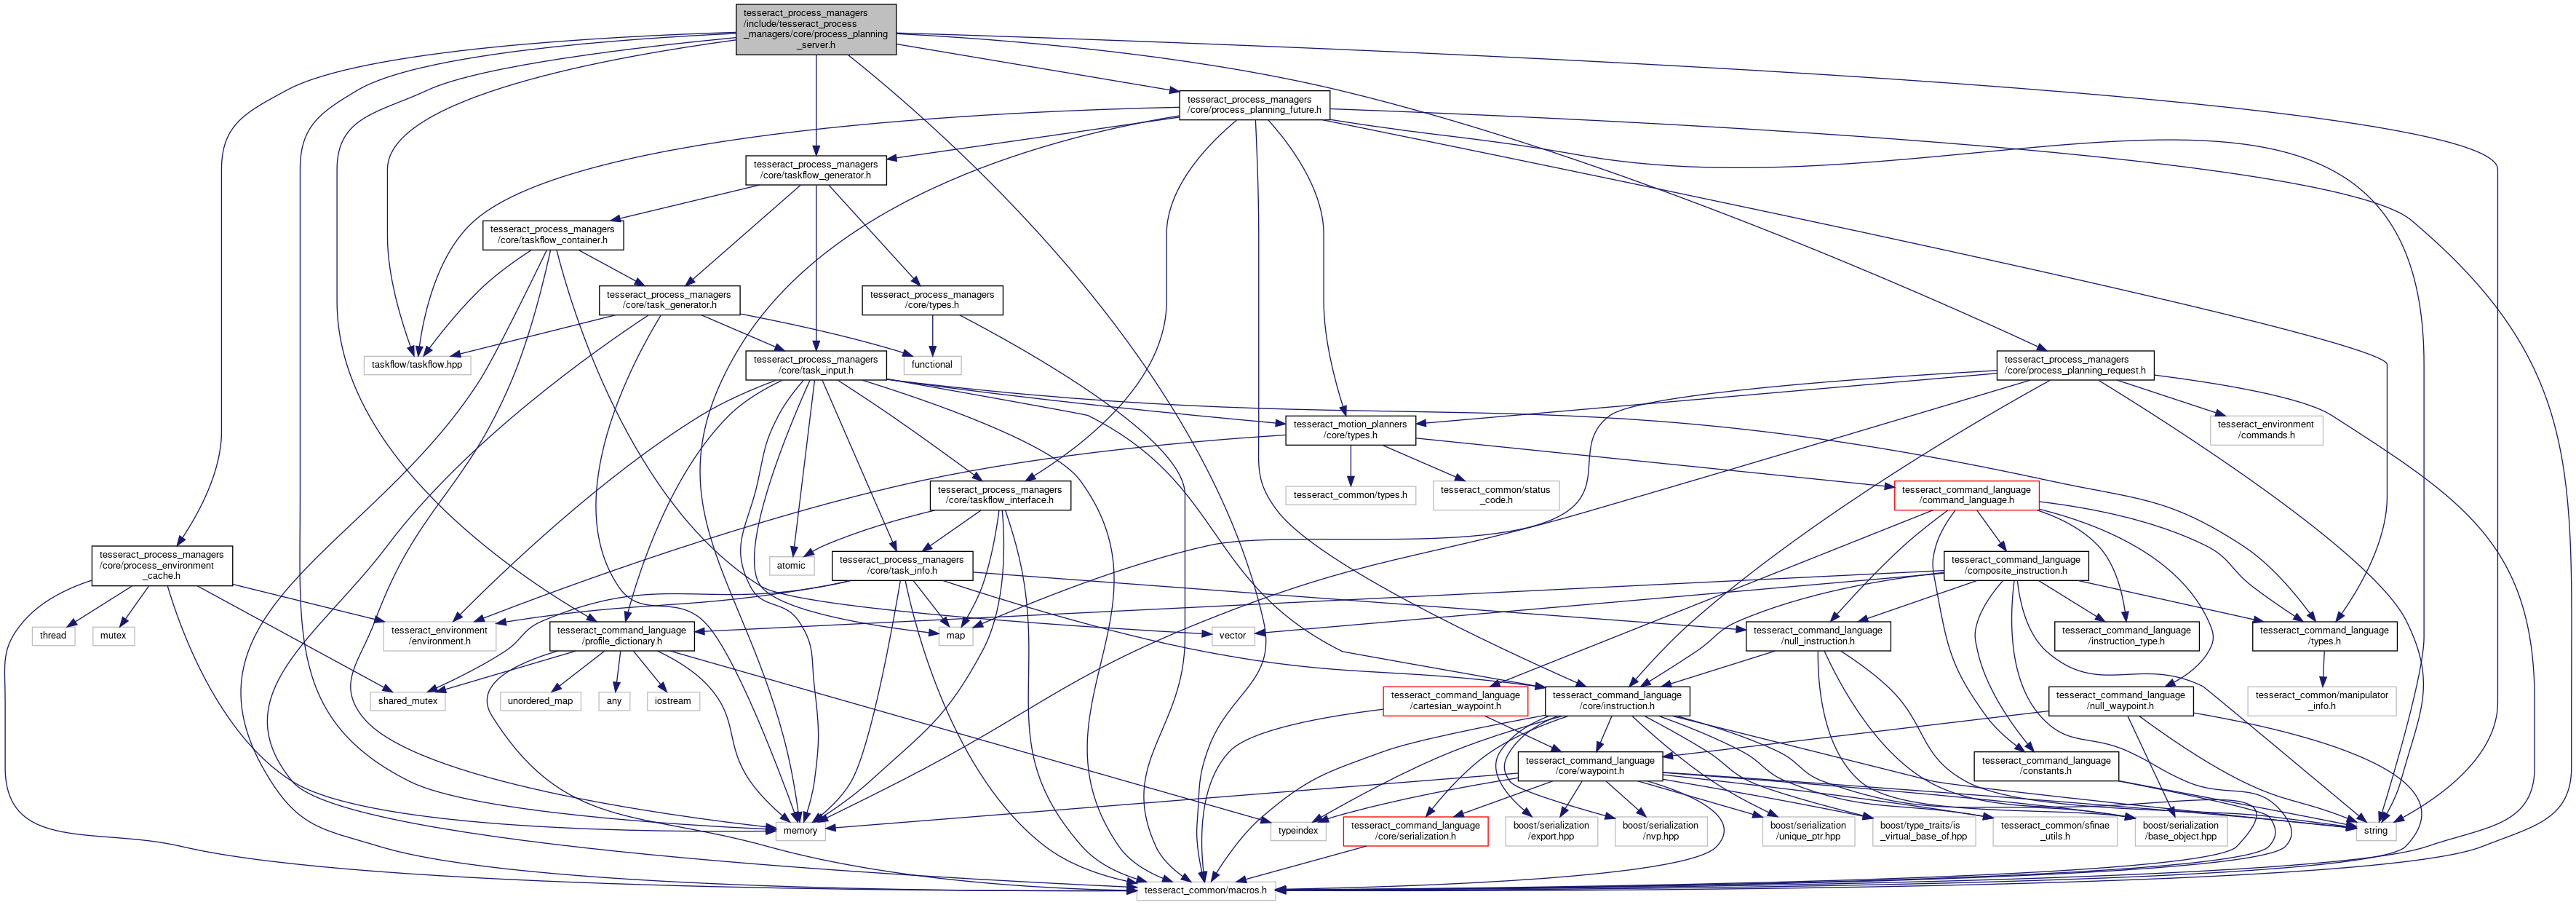 tesseract_process_managers
/include/tesseract_process
_managers/core/process_planning
_server.h
tesseract_process_managers
/core/process_planning_future.h
tesseract_process_managers
/core/taskflow_generator.h
tesseract_process_managers
/core/taskflow_container.h
tesseract_process_managers
/core/task_generator.h
tesseract_process_managers
/core/types.h
taskflow/taskflow.hpp
tesseract_process_managers
/core/task_input.h
functional
tesseract_process_managers
/core/process_planning_request.h
tesseract_motion_planners
/core/types.h
tesseract_environment
/commands.h
tesseract_process_managers
/core/taskflow_interface.h
tesseract_common/types.h
tesseract_common/status
_code.h
tesseract_command_language
/command_language.h
tesseract_process_managers
/core/process_environment
_cache.h
atomic
tesseract_process_managers
/core/task_info.h
tesseract_command_language
/composite_instruction.h
thread
mutex
tesseract_environment
/environment.h
tesseract_command_language
/profile_dictionary.h
map
vector
tesseract_command_language
/null_instruction.h
tesseract_command_language
/instruction_type.h
tesseract_command_language
/types.h
shared_mutex
unordered_map
any
iostream
tesseract_command_language
/cartesian_waypoint.h
tesseract_command_language
/core/instruction.h
tesseract_command_language
/null_waypoint.h
tesseract_common/manipulator
_info.h
tesseract_command_language
/core/waypoint.h
tesseract_command_language
/constants.h
memory
typeindex
tesseract_command_language
/core/serialization.h
boost/serialization
/export.hpp
boost/serialization
/nvp.hpp
boost/serialization
/unique_ptr.hpp
boost/type_traits/is
_virtual_base_of.hpp
tesseract_common/sfinae
_utils.h
boost/serialization
/base_object.hpp
string
tesseract_common/macros.h